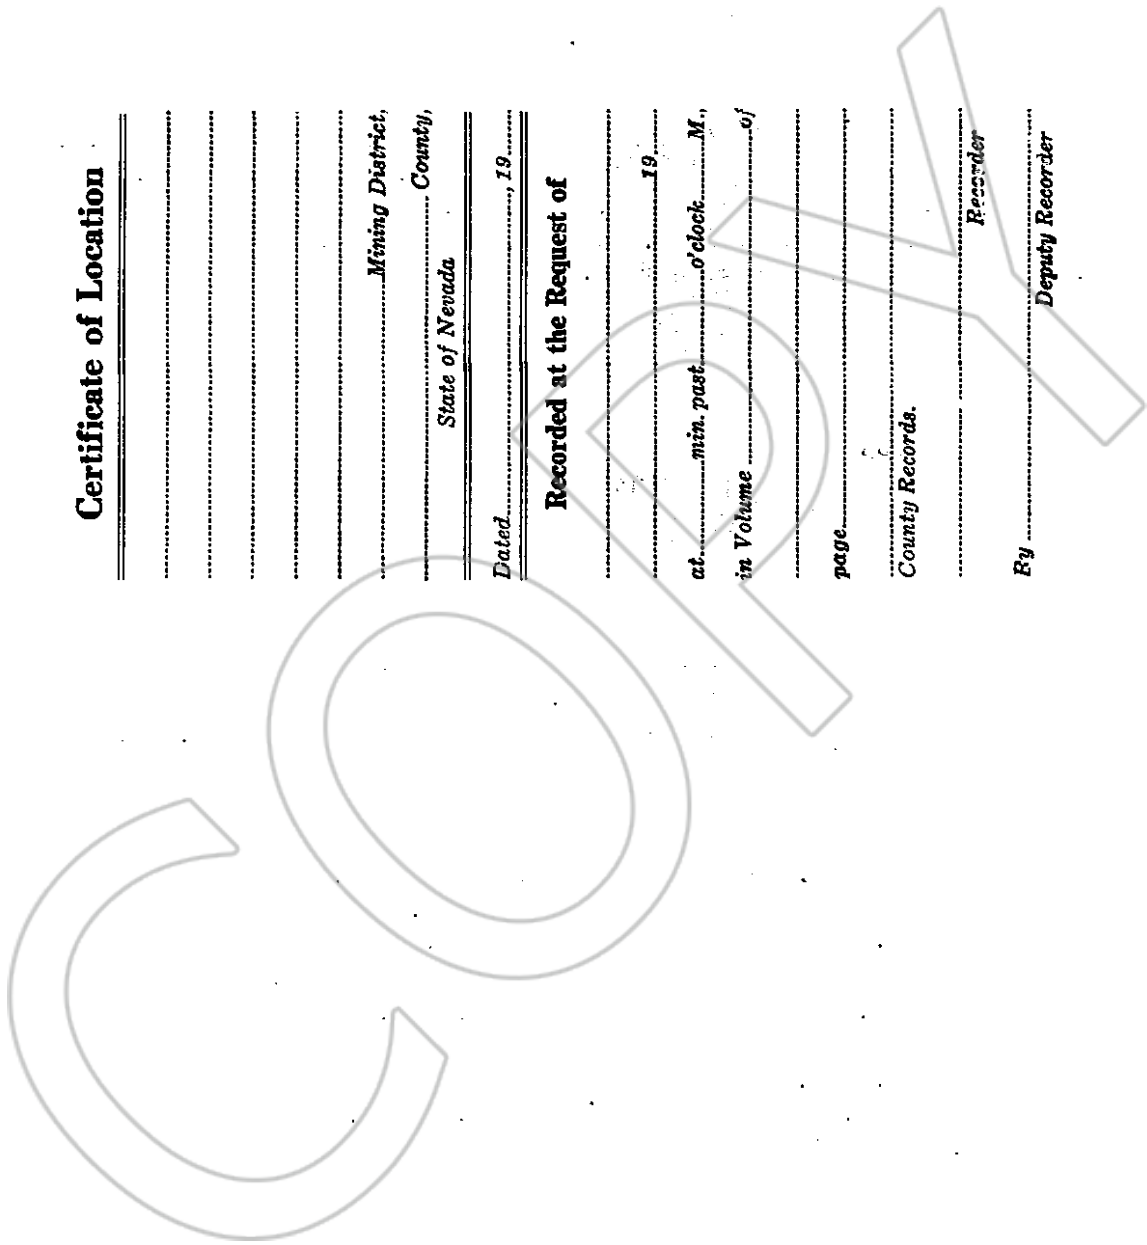 Certificate of Location
Mining District,
County,
State of Nevada
Dated , 19
Recorded at the Request of
19
at min. past o'clock M.,
in Volume of
page
County Records.
Recorder
By
Deputy Recorder
COPY